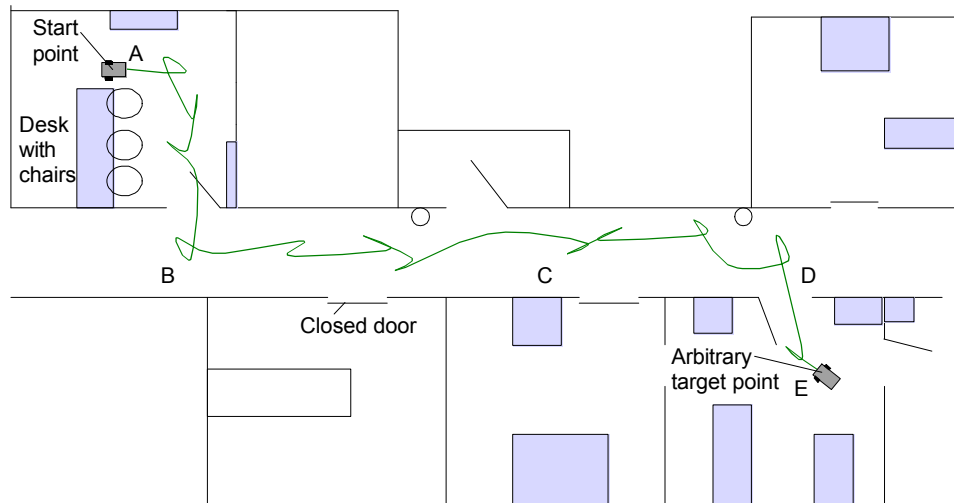 Start
point
A
Desk
with
chairs
B
C
D
Closed door
Arbitrary
target point
E